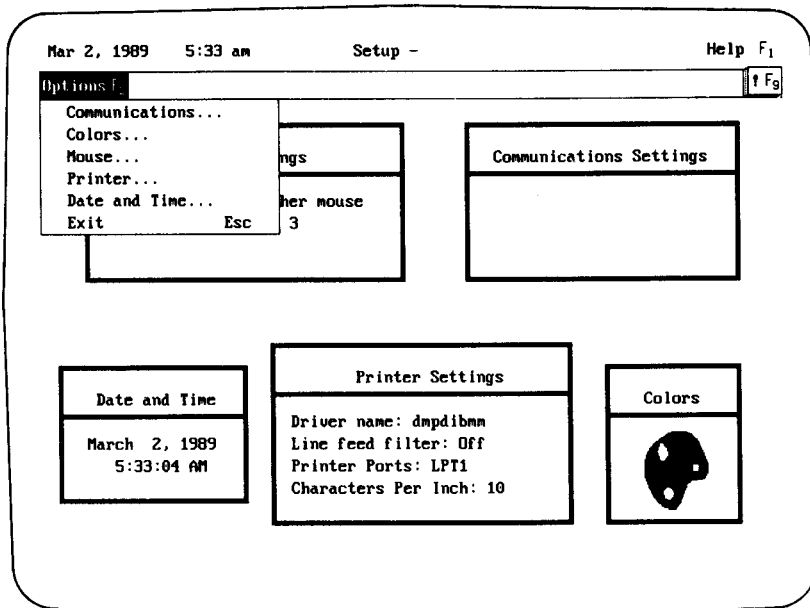 Mar 2, 1989 5:33 am Setup - Help F1
Options F2 F9
Communications...
Colors...
Mouse...
Printer...
Date and Time...
Exit Esc
ngs
her mouse
3
Communications Settings
Date and Time
March 2, 1989
5:33:04 AM
Printer Settings
Driver name: dmpdibmm
Line feed filter: Off
Printer Ports: LPT1
Characters Per Inch: 10
Colors